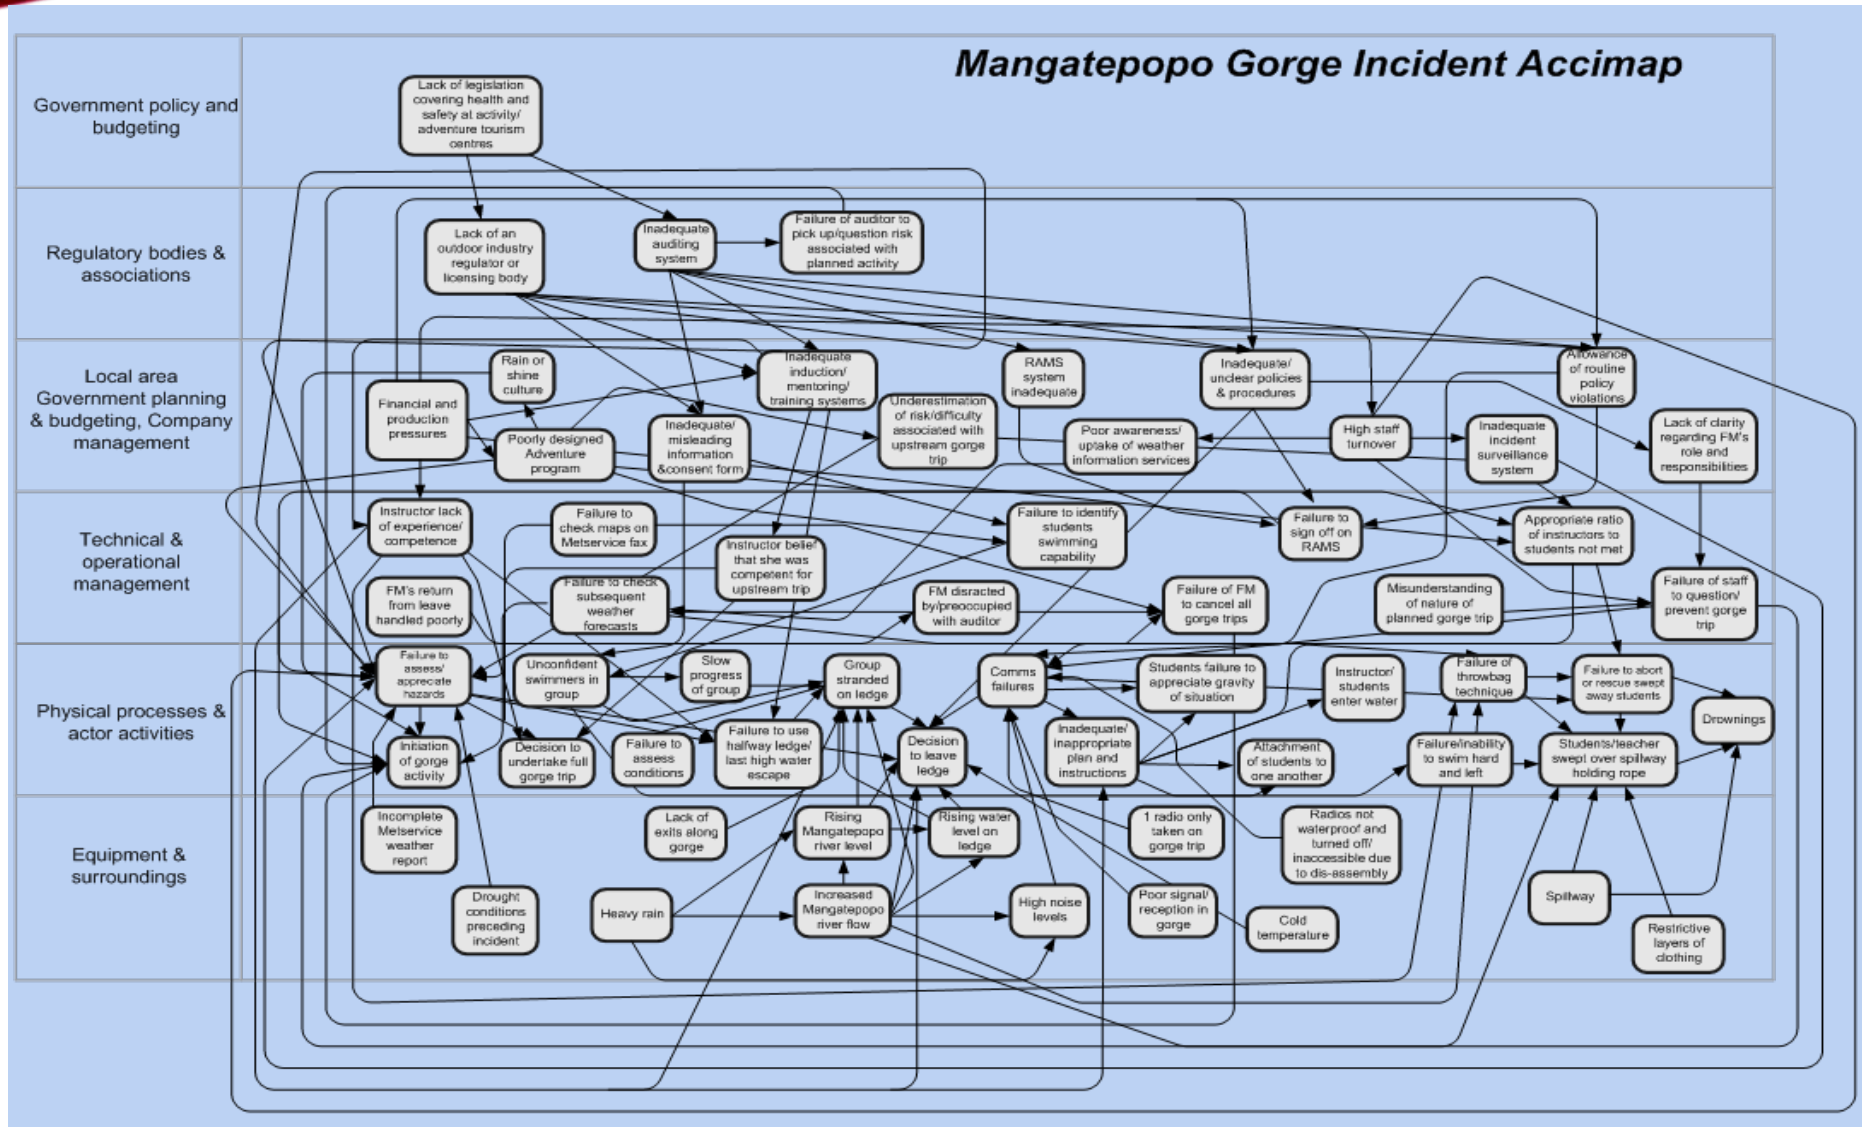 Mangatepopo Gorge Incident Accimap
Government policy and
budgeting
Lack of legislation
covering health and
safety at activity/
adventure tourism
centres
Regulatory bodies &
associations
Lack of an
outdoor industry
regulator or
licensing body
Inadequate
auditing
system
Failure of auditor to
pick up/question risk
associated with
planned activity
Local area
Government planning
& budgeting, Company
management
Financial and
production
pressures
Rain or
shine
culture
Poorly designed
Adventure
program
Inadequate/
misleading
information
&consent form
Inadequate
induction/
mentoring/
training systems
Underestimation
of risk/difficulty
associated with
upstream gorge
trip
RAMS
system
inadequate
Poor awareness/
uptake of weather
information services
Inadequate/
unclear policies
& procedures
High staff
turnover
Inadequate
incident
surveillance
system
Allowance
of routine
policy
violations
Lack of clarity
regarding FM's
role and
responsibilities
Technical &
operational
management
Instructor lack
of experience/
competence
FM's return
from leave
handled poorly
Failure to
check maps on
Metservice fax
Failure to check
subsequent
weather
forecasts
Instructor belief
that she was
competent for
upstream trip
FM disracted
by/preoccupied
with auditor
Failure to identify
students
swimming
capability
Failure of FM
to cancel all
gorge trips
Failure to
sign off on
RAMS
Misunderstanding
of nature of
planned gorge trip
Appropriate ratio
of instructors to
students not met
Failure of staff
to question/
prevent gorge
trip
Physical processes &
actor activities
Failure to
assess/
appreciate
hazards
Initiation
of gorge
activity
Unconfident
swimmers in
group
Decision to
undertake full
gorge trip
Slow
progress
of group
Failure to
assess
conditions
Failure to use
halfway ledge/
last high water
escape
Group
stranded
on ledge
Decision
to leave
ledge
Comms
failures
Inadequate/
inappropriate
plan and
instructions
Students failure to
appreciate gravity
of situation
Attachment
of students to
one another
Instructor/
students
enter water
Failure of
throwbag
technique
Failure/inability
to swim hard
and left
Failure to abort
or rescue swept
away students
Students/teacher
swept over spillway
holding rope
Drownings
Equipment &
surroundings
Incomplete
Metservice
weather
report
Drought
conditions
preceding
incident
Heavy rain
Lack of
exits along
gorge
Rising
Mangatepopo
river level
Increased
Mangatepopo
river flow
Rising water
level on
ledge
High noise
levels
1 radio only
taken on
gorge trip
Poor signal/
reception in
gorge
Cold
temperature
Radios not
waterproof and
turned off/
inaccessible due
to dis-assembly
Spillway
Restrictive
layers of
clothing